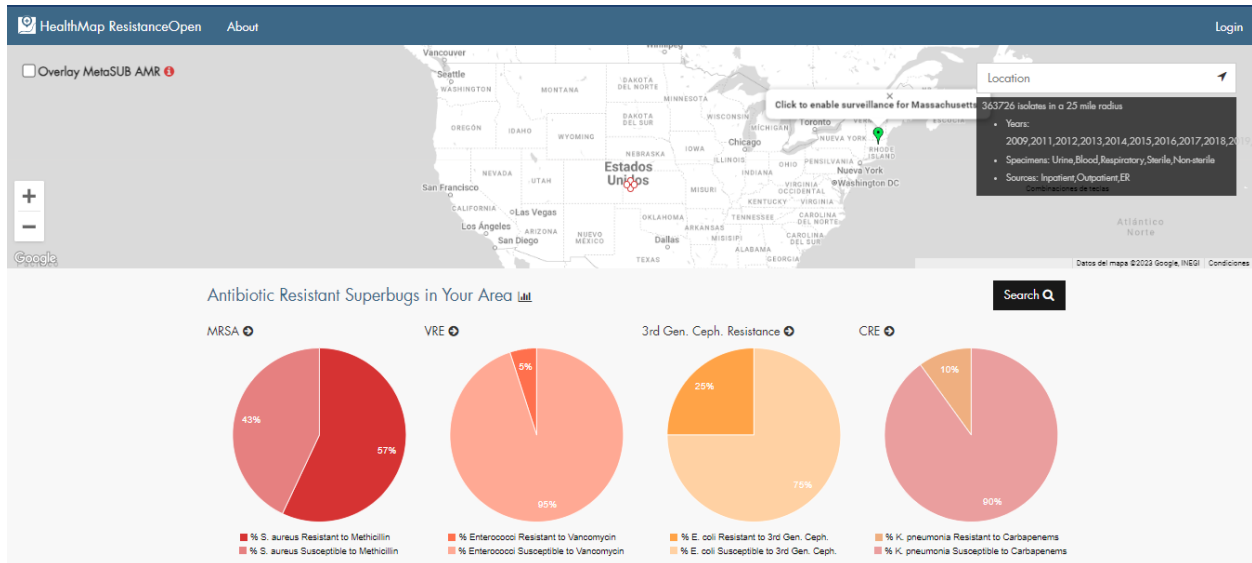 HealthMap ResistanceOpen About Login
Overlay MetaSUB AMR
Vancouver
Winnipeg
Seattle
WASHINGTON
MONTANA
DAKOTA
DEL NORTE
MINNESOTA
Location
Click to enable surveillance for Massachusetts
×
363726 isolates in a 25 mile radius
• Years:
2009,2011,2012,2013,2014,2015,2016,2017,2018,2019
• Specimens: Urine,Blood,Respiratory,Sterile,Non-sterile
• Sources: Inpatient,Outpatient,ER
Combinaciones de teclas
OREGÓN
IDAHO
WYOMING
DAKOTA
DEL SUR
WISCONSIN
MÍCHIGAN
Toronto
NUEVA YORK
ESCOCIA
Chicago
NEBRASKA
IOWA
ILLINOIS
INDIANA
OHIO
PENSILVANIA
RHODE
ISLAND
Nueva York
NEVADA
UTAH
Estados
Unidos
San Francisco
MISURI
VIRGINIA
OCCIDENTAL
Washington DC
KENTUCKY
VIRGINIA
CALIFORNIA
Las Vegas
Los Ángeles
ARIZONA
NUEVO
MÉXICO
San Diego
OKLAHOMA
ARKANSAS
TENNESSEE
CAROLINA
DEL NORTE
Dallas
MISISIPI
CAROLINA
DEL SUR
ALABAMA
TEXAS
GEORGIA
Atlántico
Norte
+
−
Google
Datos del mapa ©2023 Google, INEGI Condiciones
Antibiotic Resistant Superbugs in Your Area
Search
MRSA
VRE
3rd Gen. Ceph. Resistance
CRE
43%
57%
5%
95%
25%
75%
10%
90%
% S. aureus Resistant to Methicillin
% S. aureus Susceptible to Methicillin
% Enterococci Resistant to Vancomycin
% Enterococci Susceptible to Vancomycin
% E. coli Resistant to 3rd Gen. Ceph.
% E. coli Susceptible to 3rd Gen. Ceph.
% K. pneumonia Resistant to Carbapenems
% K. pneumonia Susceptible to Carbapenems